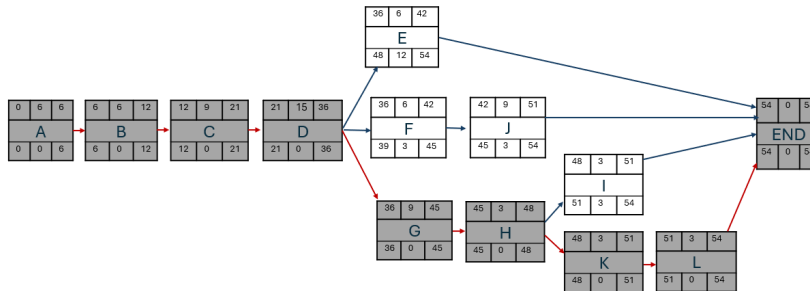 36 6 42
E
48 12 54
0 6 6
A
0 0 6
6 6 12
B
6 0 12
12 9 21
C
12 0 21
21 15 36
D
21 0 36
36 6 42
F
39 3 45
42 9 51
J
45 3 54
54 0
END
54 0
48 3 51
I
51 3 54
36 9 45
G
36 0 45
45 3 48
H
45 0 48
48 3 51
K
48 0 51
51 3 54
L
51 0 54